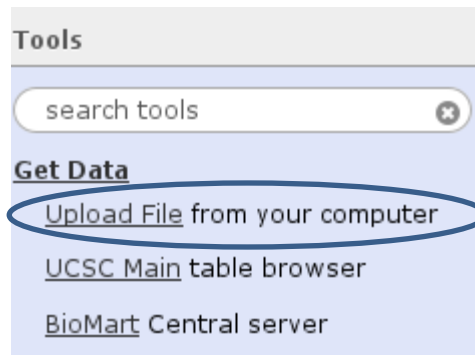 Tools
search tools
Get Data
Upload File from your computer
UCSC Main table browser
BioMart Central server